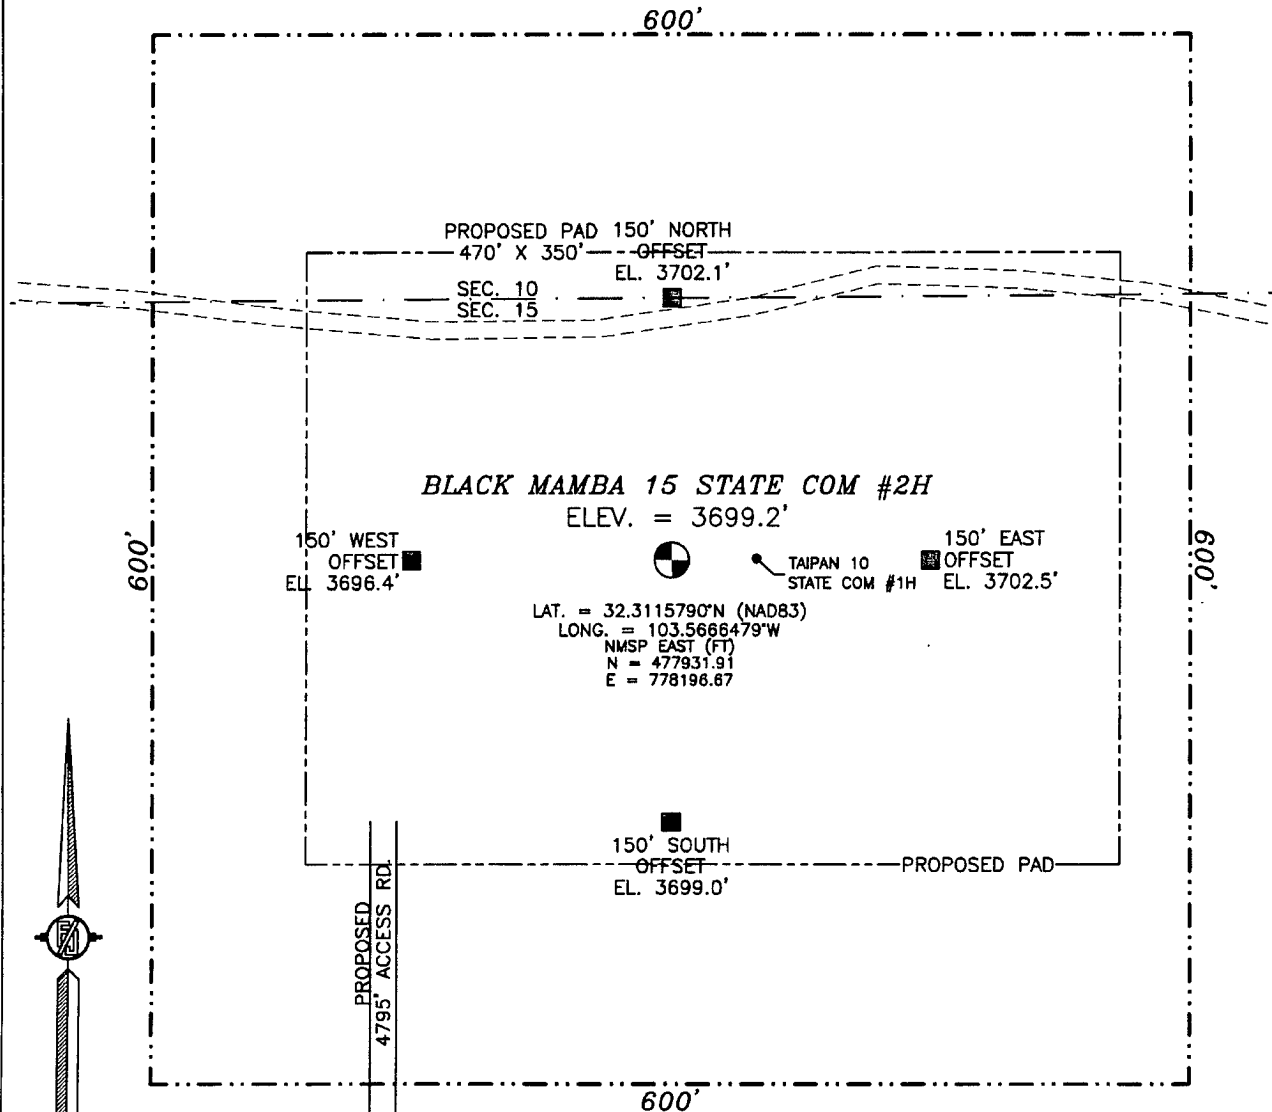 600'
PROPOSED PAD 150' NORTH
470' X 350' OFFSET
EL. 3702.1'
SEC. 10
SEC. 15
BLACK MAMBA 15 STATE COM #2H
ELEV. = 3699.2'
150' WEST
OFFSET
EL. 3696.4'
600'
TAIPAN 10
STATE COM #1H
150' EAST
OFFSET
EL. 3702.5'
600'
LAT. = 32.3115790°N (NAD83)
LONG. = 103.5666479°W
NMSP EAST (FT)
N = 477931.91
E = 778196.67
150' SOUTH
OFFSET
EL. 3699.0'
PROPOSED PAD
PROPOSED
4795' ACCESS RD.
600'